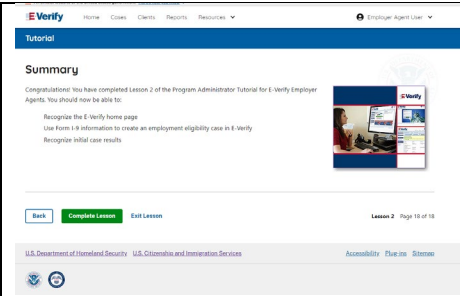 E-Verify Home Cases Clients Reports Resources Employer Agent User
Tutorial
Summary
Congratulations! You have completed Lesson 2 of the Program Administrator Tutorial for E-Verify Employer
Agents. You should now be able to:
Recognize the E-Verify home page
Use Form I-9 information to create an employment eligibility case in E-Verify
Recognize initial case results
E-Verify
Back Complete Lesson Exit Lesson Lesson 2 Page 18 of 18
U.S. Department of Homeland Security U.S. Citizenship and Immigration Services Accessibility Plug-ins Sitemap